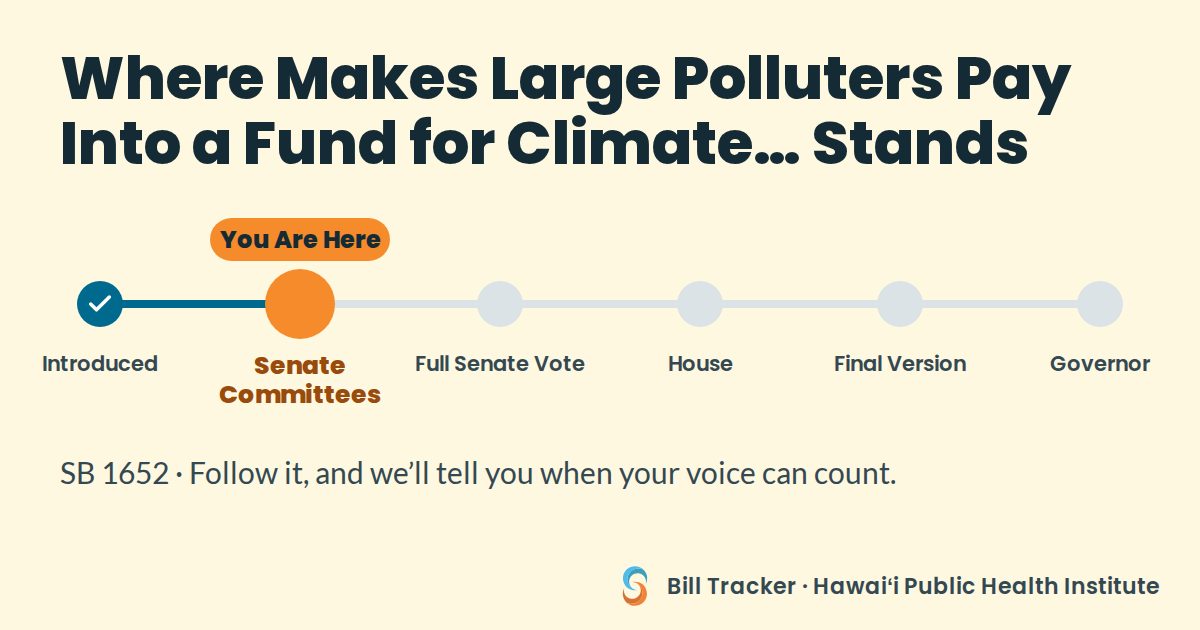 Where Makes Large Polluters Pay
Into a Fund for Climate... Stands
You Are Here
Introduced
Senate
Committees
Full Senate Vote
House
Final Version
Governor
SB 1652 · Follow it, and we’ll tell you when your voice can count.
Bill Tracker · Hawaiʻi Public Health Institute